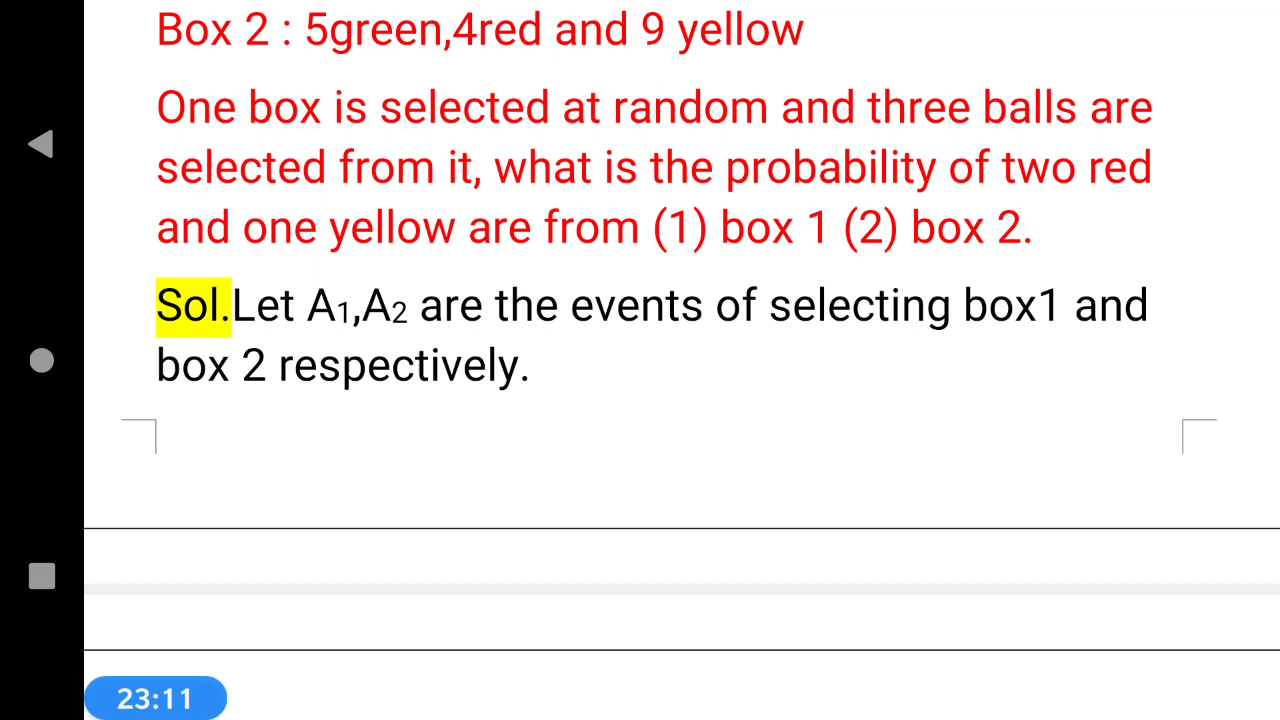 Box 2 : 5green,4red and 9 yellow
One box is selected at random and three balls are
selected from it, what is the probability of two red
and one yellow are from (1) box 1 (2) box 2.
Sol.Let A₁,A₂ are the events of selecting box1 and
box 2 respectively.
23:11